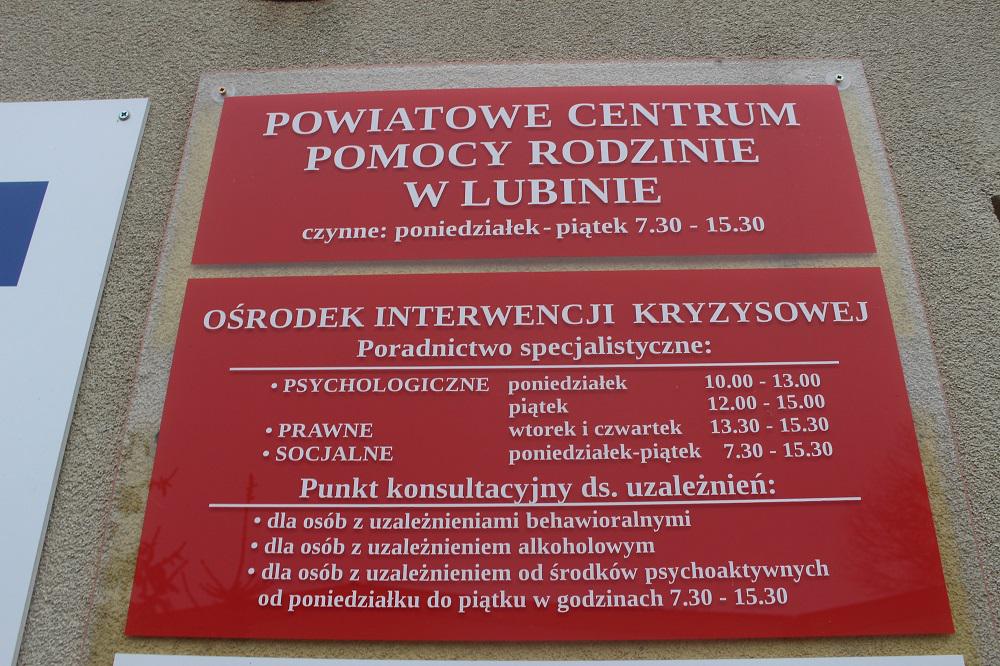 POWIATOWE CENTRUM
POMOCY RODZINIE
W LUBINIE
czynne: poniedziałek - piątek 7.30 - 15.30
OŚRODEK INTERWENCJI KRYZYSOWEJ
Poradnictwo specjalistyczne:
• PSYCHOLOGICZNE poniedziałek 10.00 - 13.00
piątek 12.00 - 15.00
• PRAWNE wtorek i czwartek 13.30 - 15.30
• SOCJALNE poniedziałek-piątek 7.30 - 15.30
Punkt konsultacyjny ds. uzależnień:
• dla osób z uzależnieniami behawioralnymi
• dla osób z uzależnieniem alkoholowym
• dla osób z uzależnieniem od środków psychoaktywnych
od poniedziałku do piątku w godzinach 7.30 - 15.30